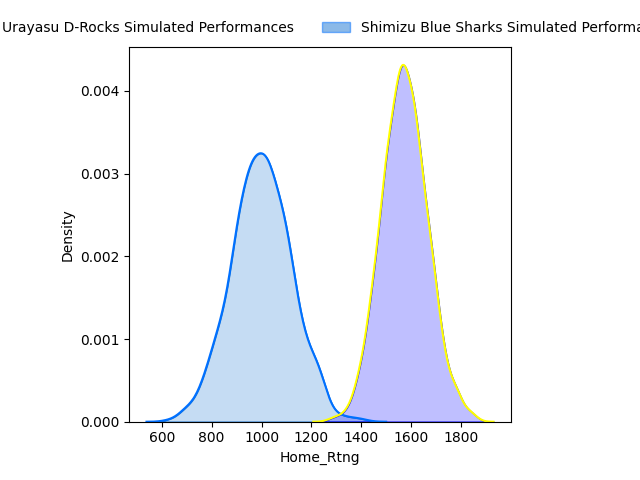 Urayasu D-Rocks Simulated Performances
Shimizu Blue Sharks Simulated Performa
0.004
0.003
0.002
0.001
0.000
Density
600 800 1000 1200 1400 1600 1800
Home_Rtng